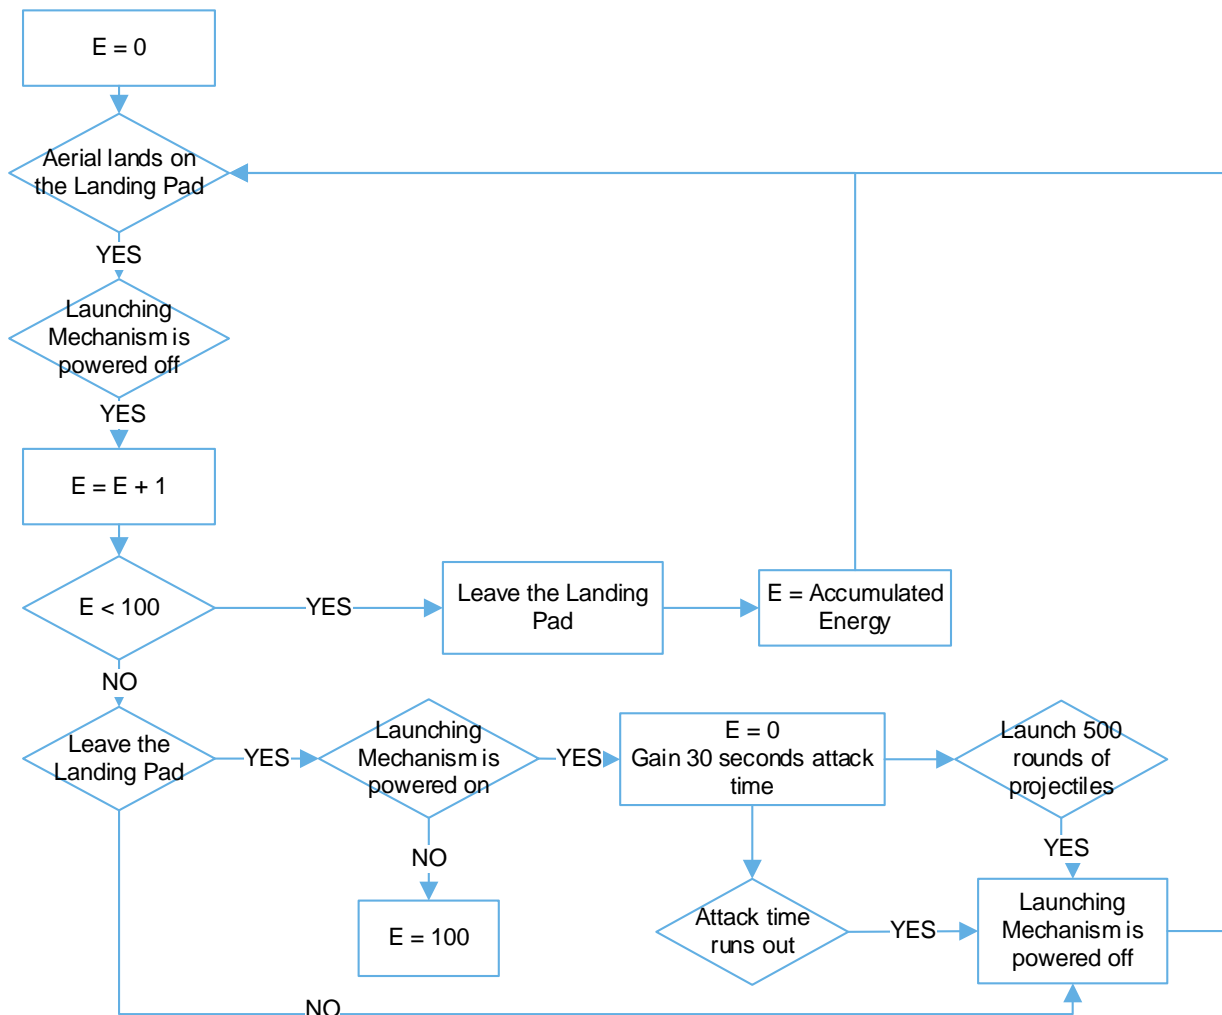 E = 0
Aerial lands on
the Landing Pad
YES
Launching
Mechanism is
powered off
YES
E = E + 1
E < 100
YES
Leave the Landing
Pad
E = Accumulated
Energy
NO
Leave the
Landing Pad
YES
Launching
Mechanism is
powered on
YES
E = 0
Gain 30 seconds attack
time
Launch 500
rounds of
projectiles
NO
YES
E = 100
Attack time
runs out
YES
Launching
Mechanism is
powered off
NO